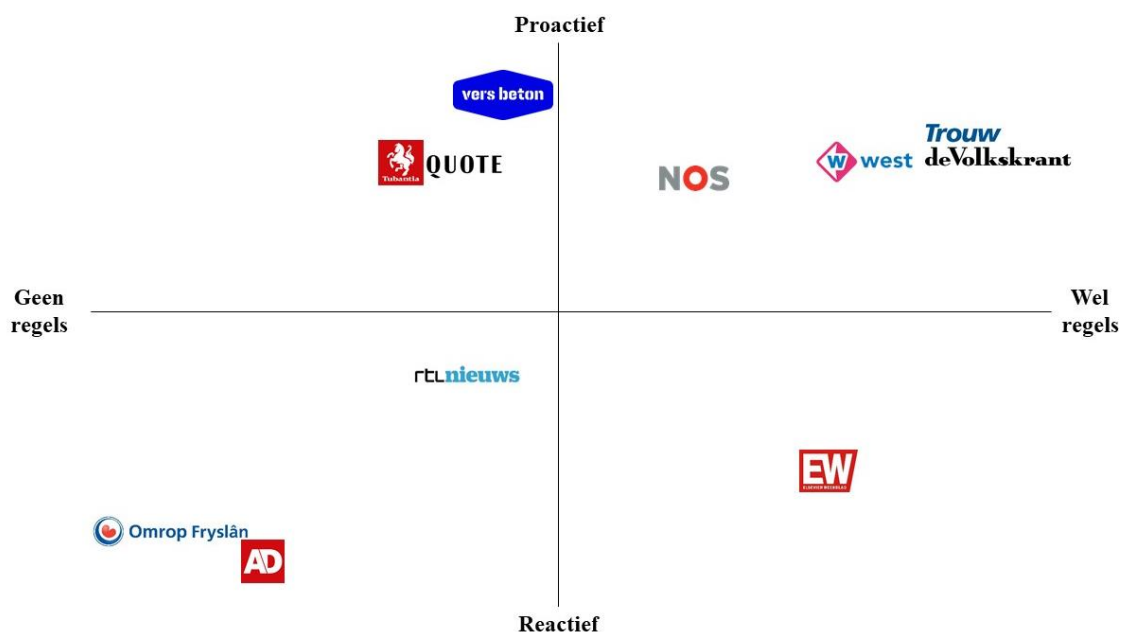 Proactief
vers beton
Trouw
Tubantia QUOTE
NOS
W west
deVolkskrant
Geen
regels
Wel
regels
rtlnieuws
EW
Omrop Fryslân
AD
Reactief